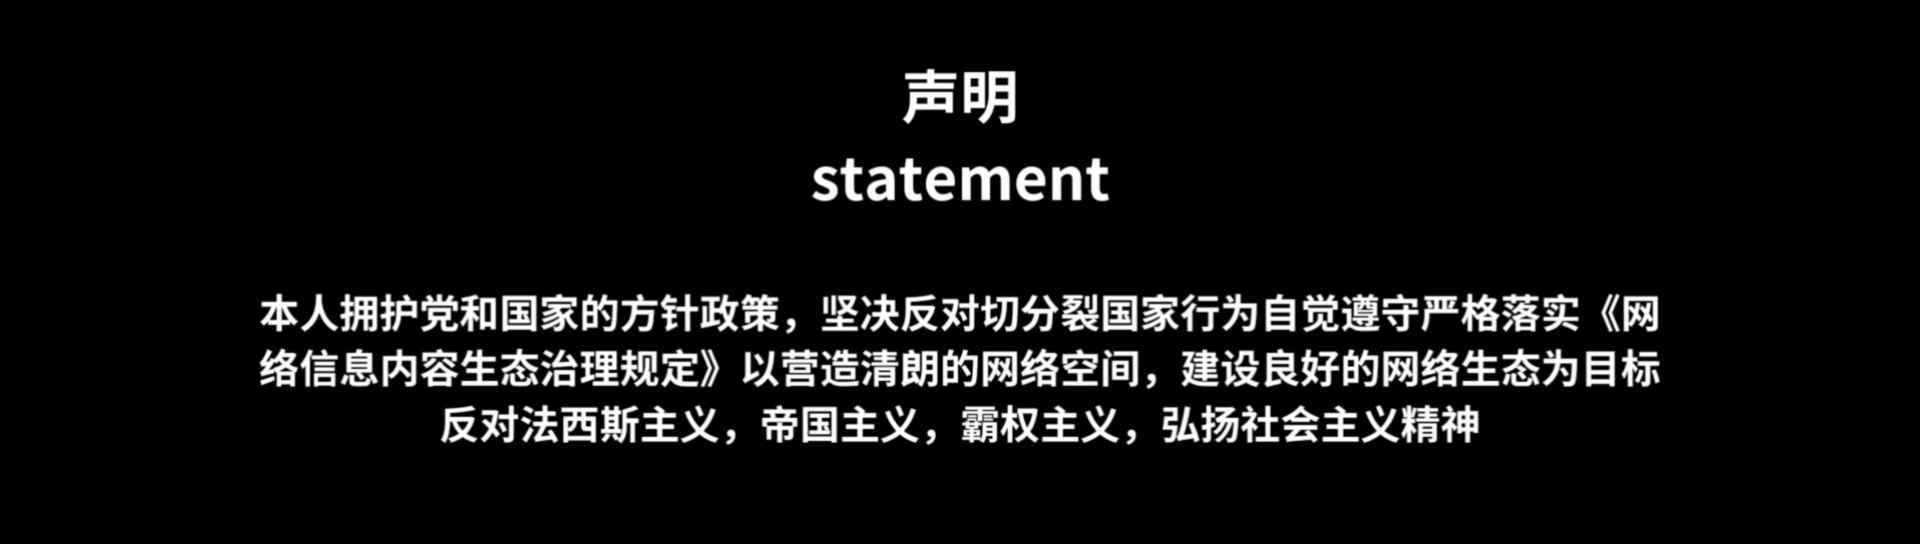 声明
statement
本人拥护党和国家的方针政策，坚决反对切分裂国家行为自觉遵守严格落实《网
络信息内容生态治理规定》以营造清朗的网络空间，建设良好的网络生态为目标
反对法西斯主义，帝国主义，霸权主义，弘扬社会主义精神